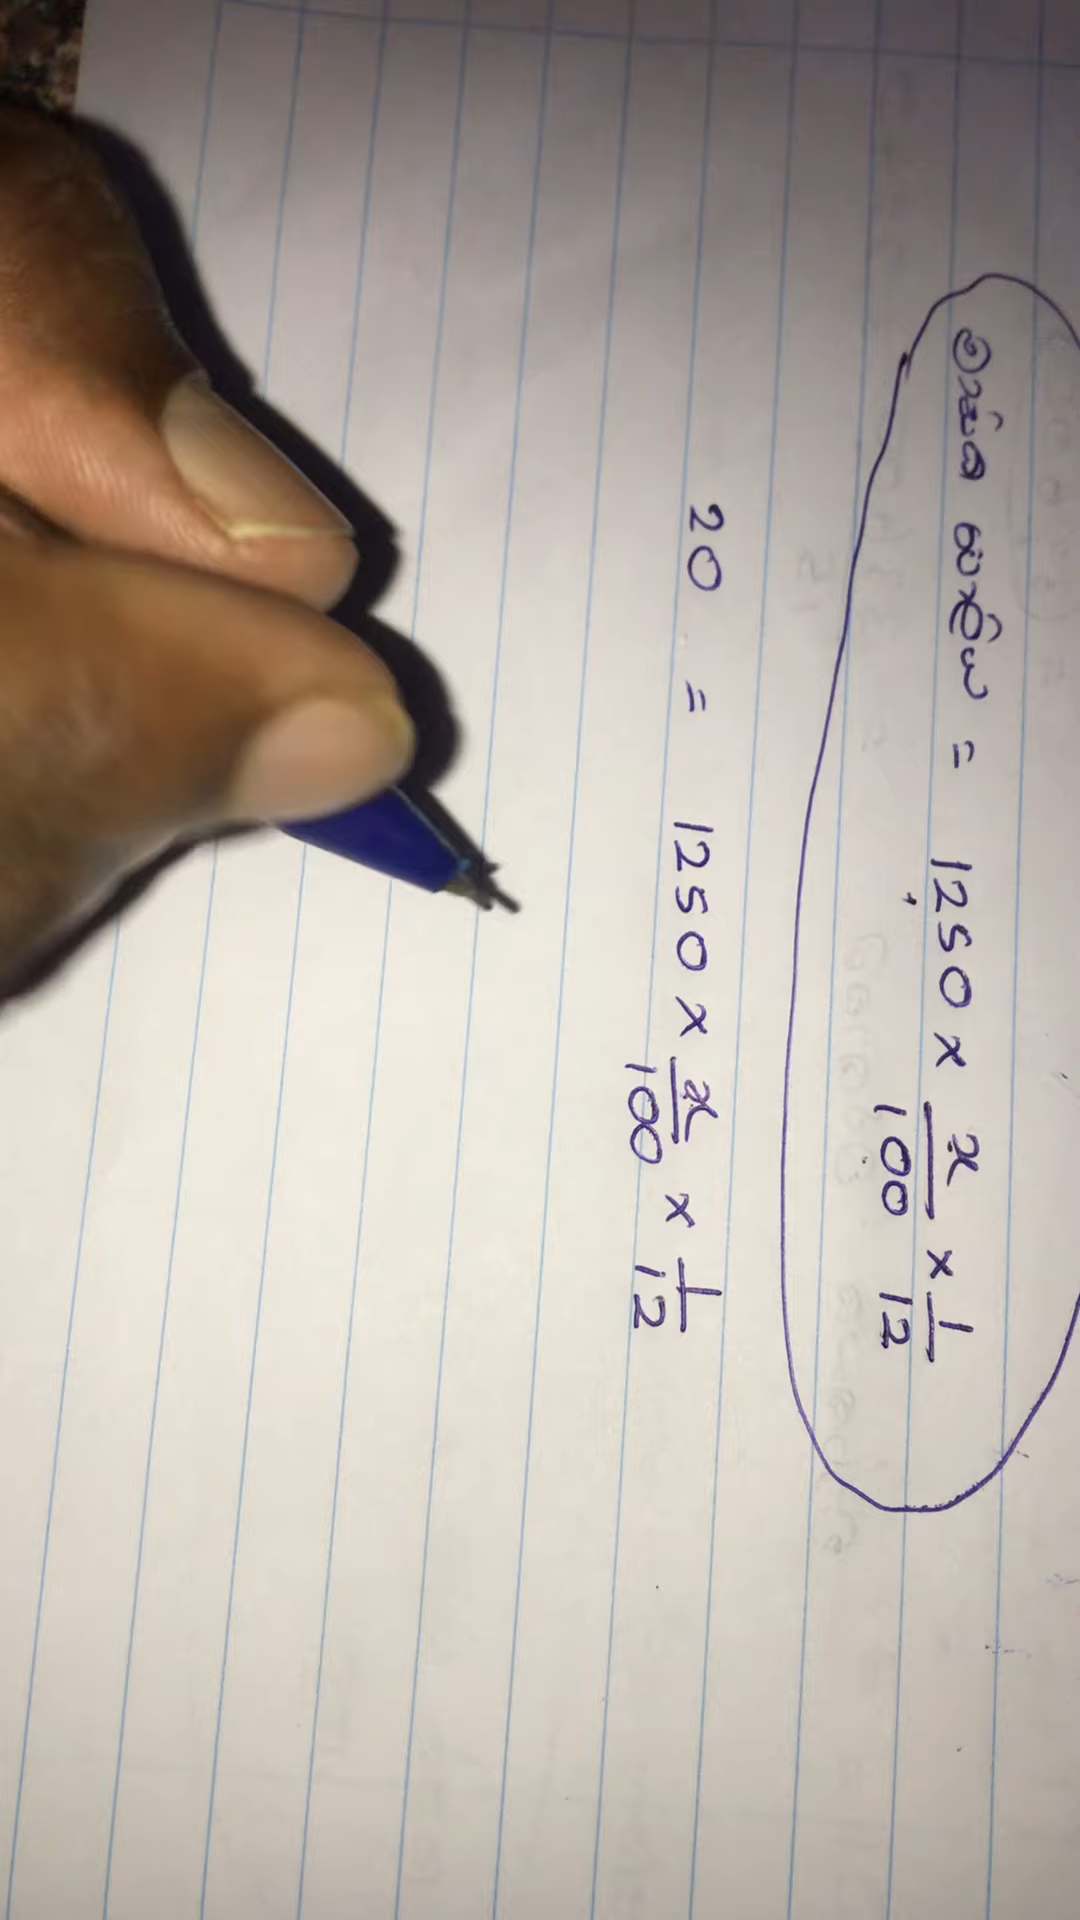 මාසික පොලිය = 1250 × x/100 × 1/12
20 = 1250 × x/100 × 1/12